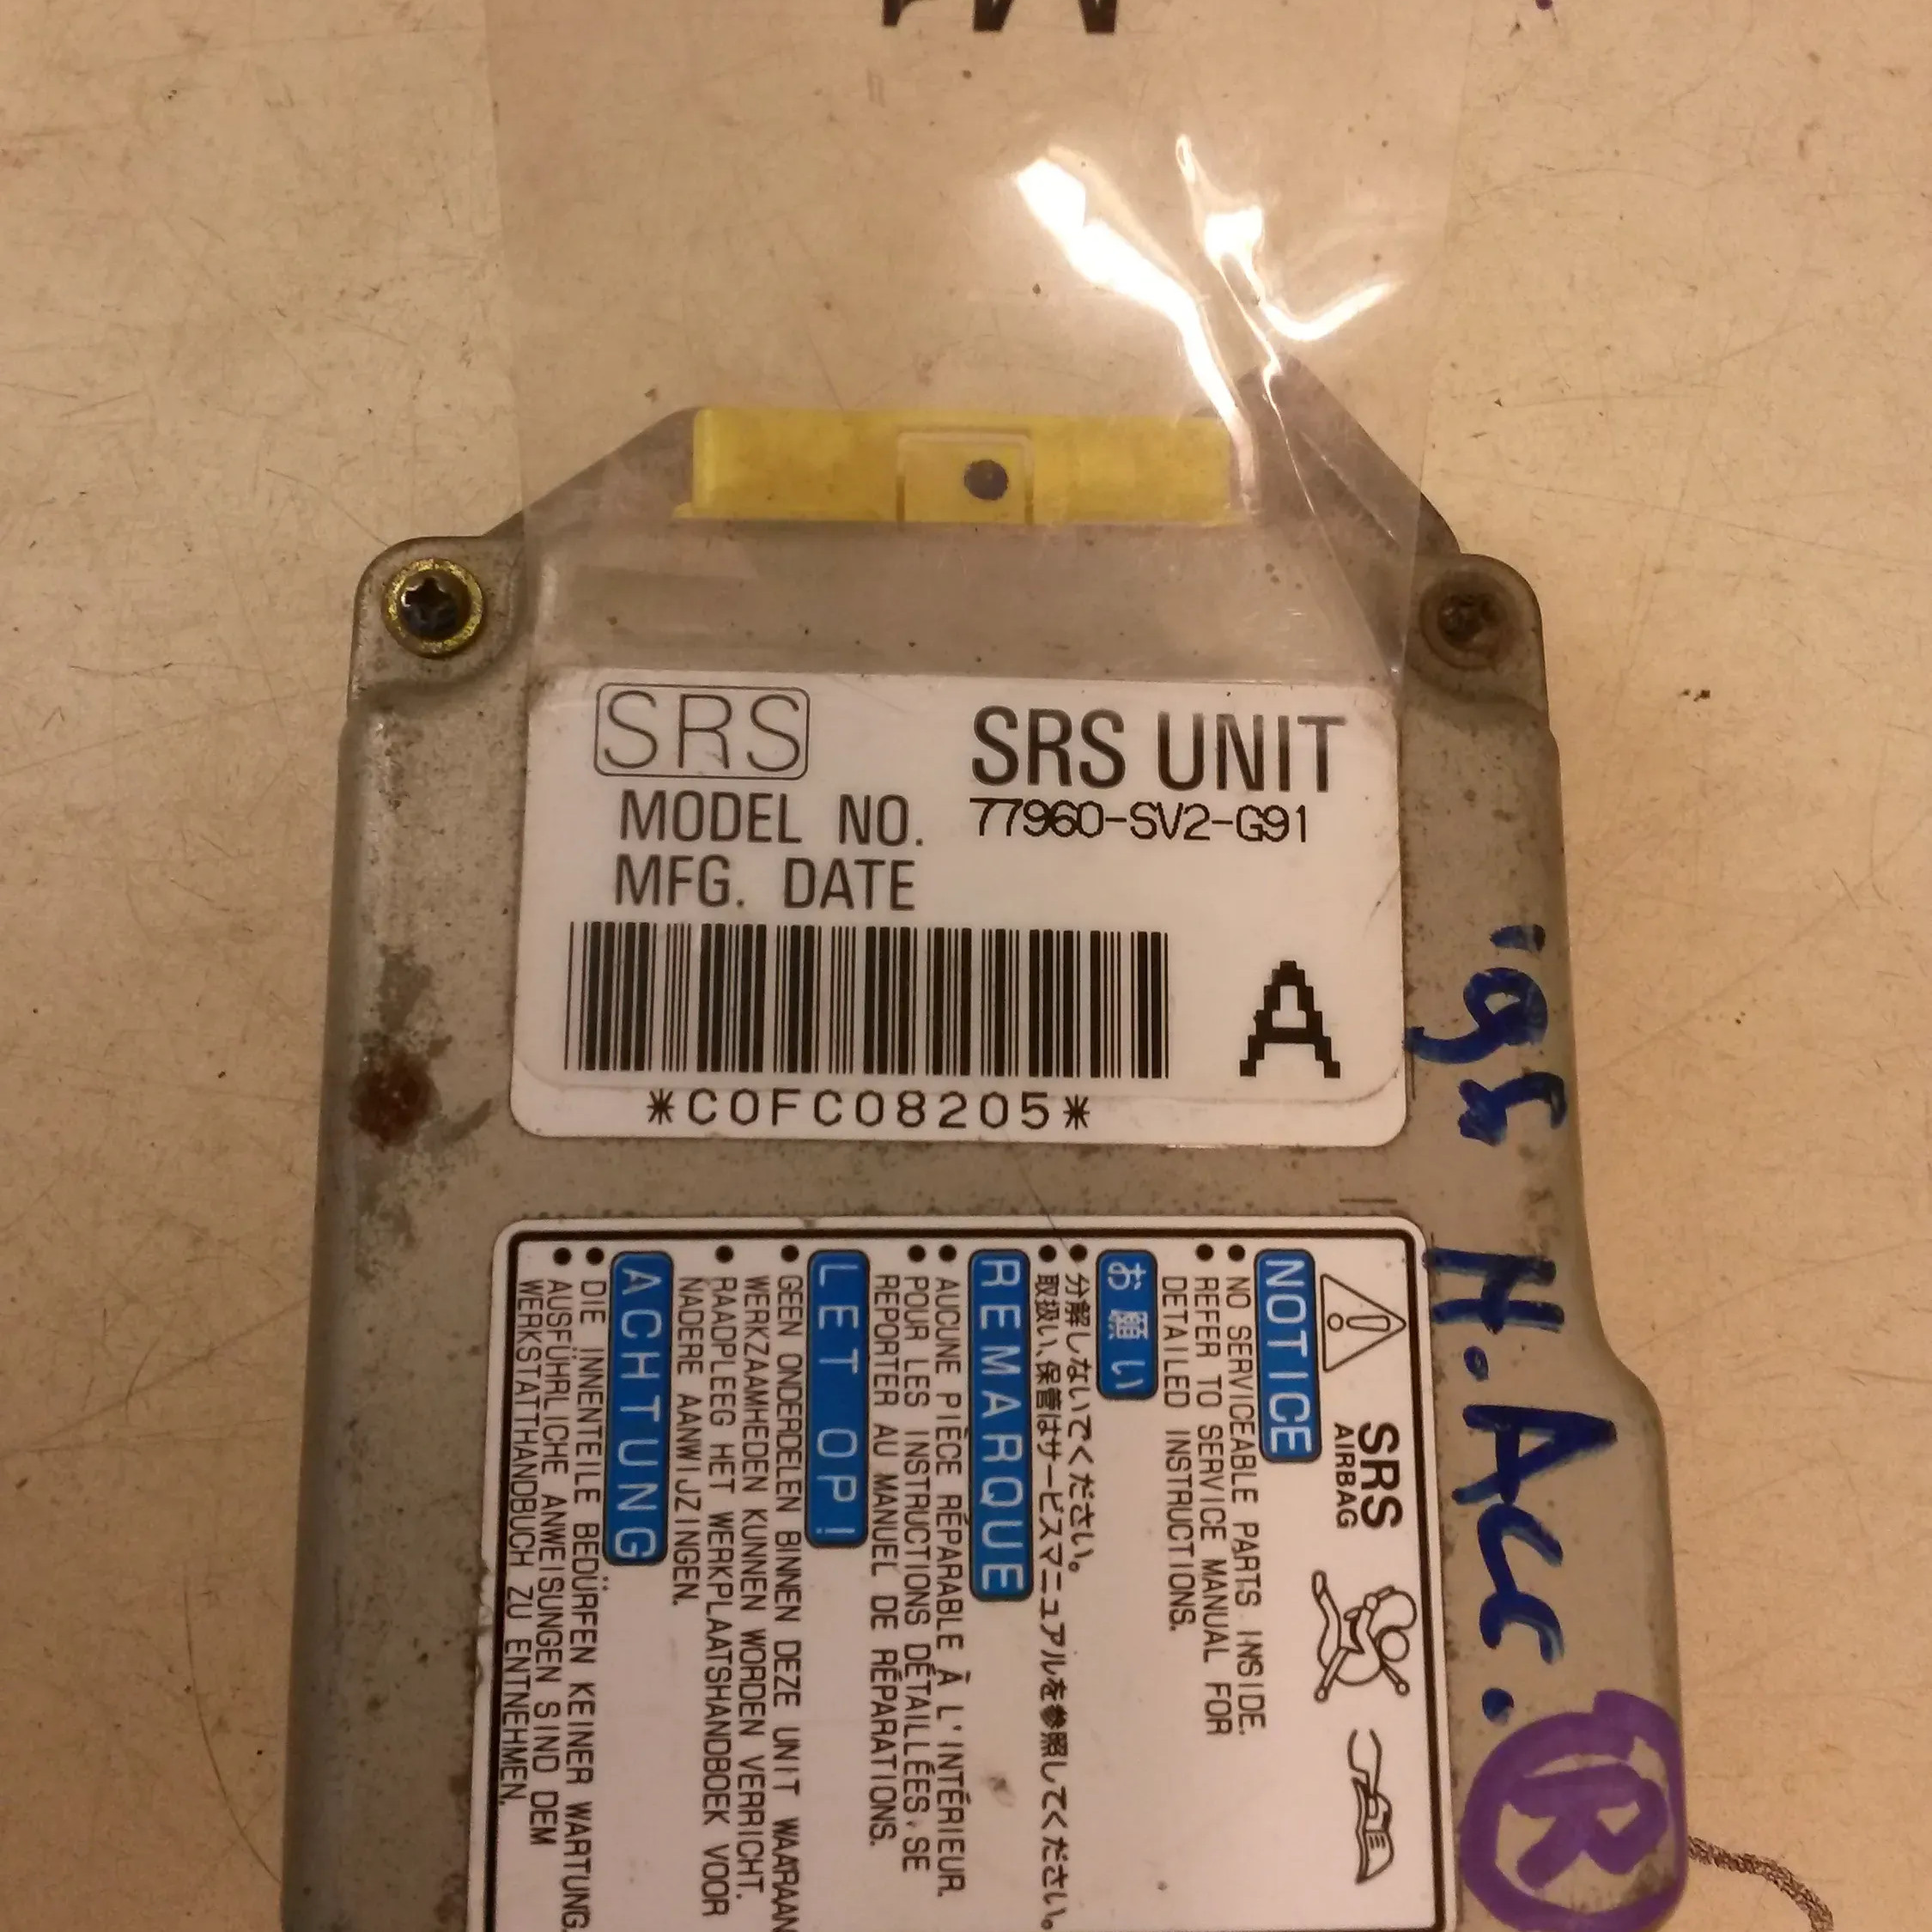 SRS SRS UNIT
MODEL NO. 77960-SV2-G91
MFG. DATE
A
*C0FC08205*
'95 H.Acc. R
SRS
AIRBAG
NOTICE
● NO SERVICEABLE PARTS INSIDE.
● REFER TO SERVICE MANUAL FOR
DETAILED INSTRUCTIONS.
お願い
● 分解しないでください。
● 取扱い、保管はサービスマニュアルを参照してください。
REMARQUE
● AUCUNE PIÈCE RÉPARABLE À L'INTÉRIEUR.
● POUR LES INSTRUCTIONS DÉTAILLÉES, SE
REPORTER AU MANUEL DE RÉPARATIONS.
LET OP!
● GEEN ONDERDELEN BINNEN DEZE UNIT WAARAAN
WERKZAAMHEDEN KUNNEN WORDEN VERRICHT.
● RAADPLEEG HET WERKPLAATSHANDBOEK VOOR
NADERE AANWIJZINGEN.
ACHTUNG
● DIE INNENTEILE BEDÜRFEN KEINER WARTUNG.
● AUSFÜHRLICHE ANWEISUNGEN SIND DEM
WERKSTATTHANDBUCH ZU ENTNEHMEN.